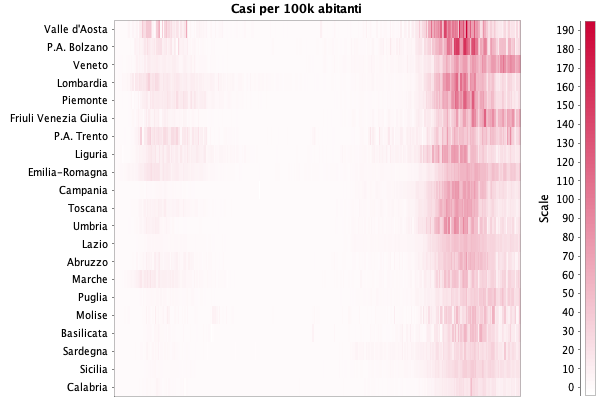 Casi per 100k abitanti
Valle d'Aosta
P.A. Bolzano
Veneto
Lombardia
Piemonte
Friuli Venezia Giulia
P.A. Trento
Liguria
Emilia-Romagna
Campania
Toscana
Umbria
Lazio
Abruzzo
Marche
Puglia
Molise
Basilicata
Sardegna
Sicilia
Calabria
Scale
190
180
170
160
150
140
130
120
110
100
90
80
70
60
50
40
30
20
10
0